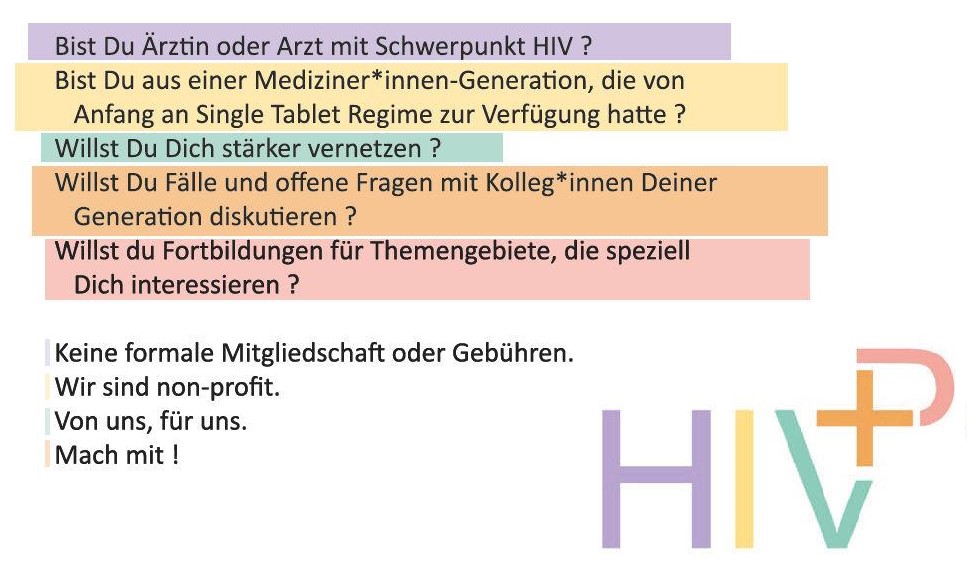 Bist Du Ärztin oder Arzt mit Schwerpunkt HIV ?
Bist Du aus einer Mediziner*innen-Generation, die von
Anfang an Single Tablet Regime zur Verfügung hatte ?
Willst Du Dich stärker vernetzen ?
Willst Du Fälle und offene Fragen mit Kolleg*innen Deiner
Generation diskutieren ?
Willst du Fortbildungen für Themengebiete, die speziell
Dich interessieren ?
Keine formale Mitgliedschaft oder Gebühren.
Wir sind non-profit.
Von uns, für uns.
Mach mit !
HIV+P